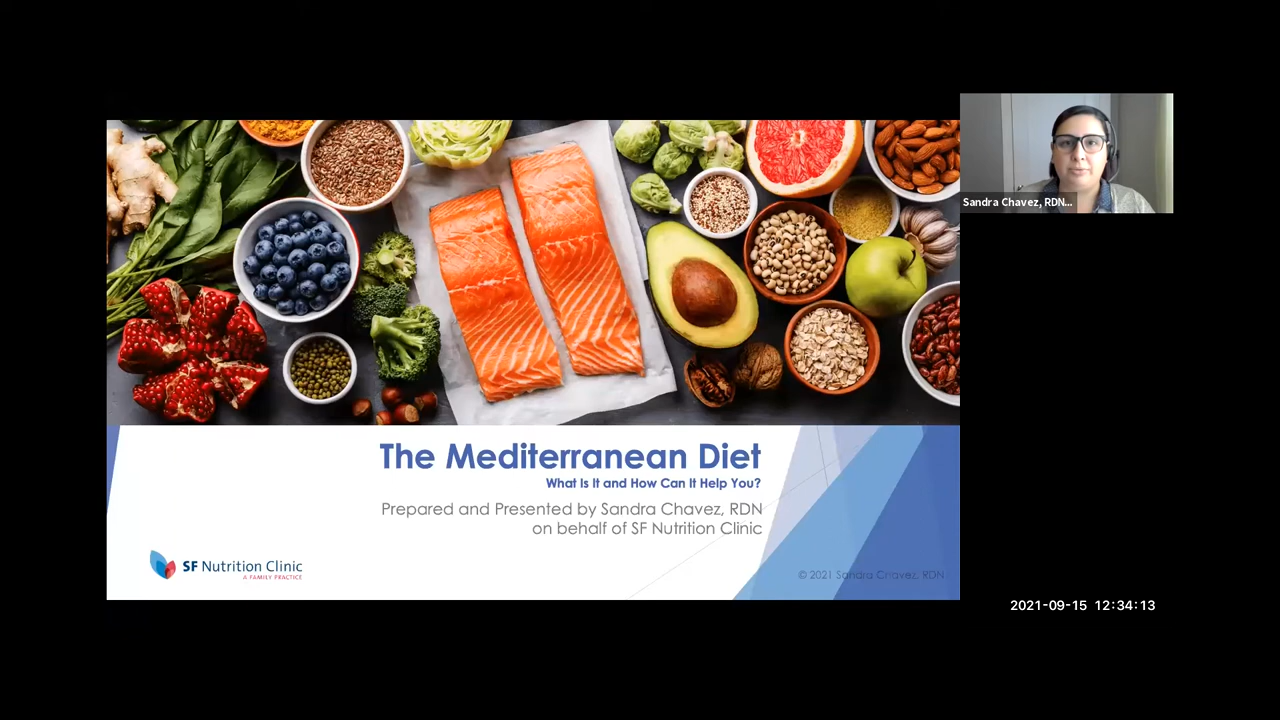 Sandra Chavez, RDN...
The Mediterranean Diet
What Is It and How Can It Help You?
Prepared and Presented by Sandra Chavez, RDN
on behalf of SF Nutrition Clinic
SF Nutrition Clinic
A FAMILY PRACTICE
© 2021 Sandra Chavez, RDN
2021-09-15 12:34:13